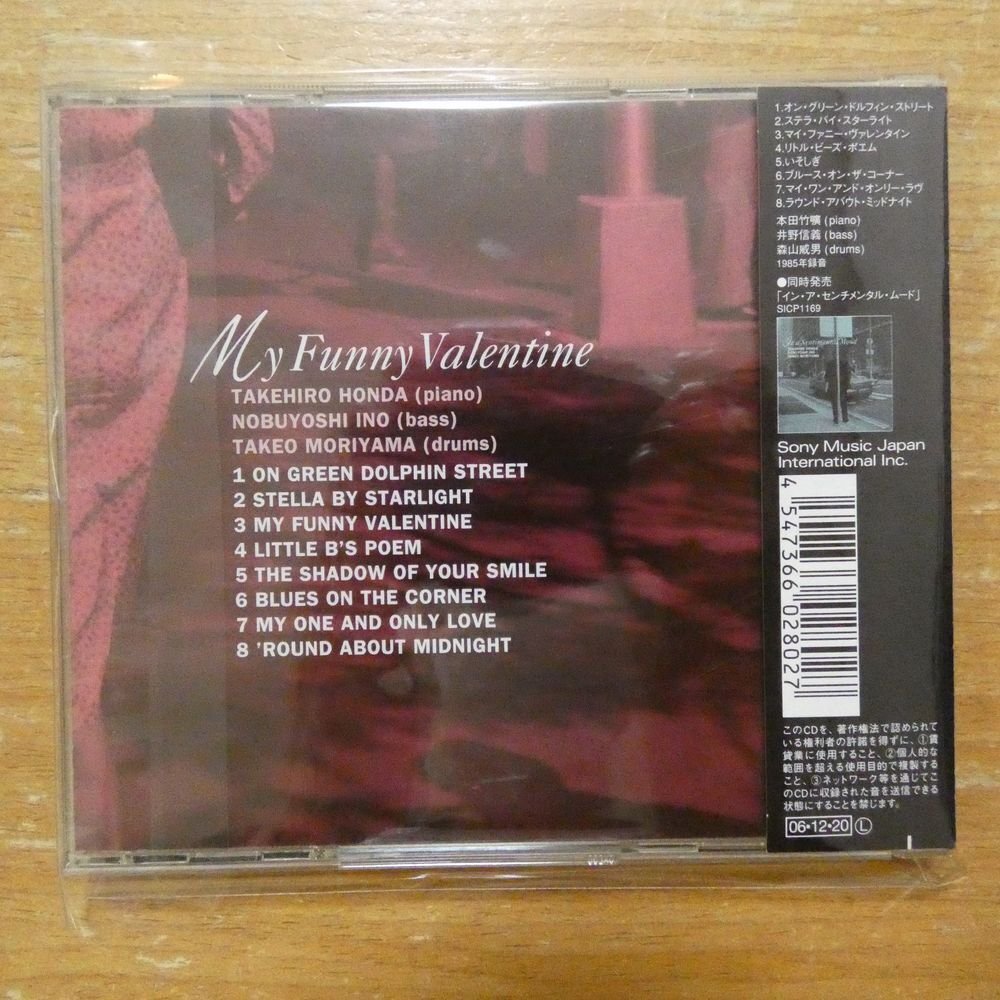 My Funny Valentine
TAKEHIRO HONDA (piano)
NOBUYOSHI INO (bass)
TAKEO MORIYAMA (drums)
1 ON GREEN DOLPHIN STREET
2 STELLA BY STARLIGHT
3 MY FUNNY VALENTINE
4 LITTLE B'S POEM
5 THE SHADOW OF YOUR SMILE
6 BLUES ON THE CORNER
7 MY ONE AND ONLY LOVE
8 'ROUND ABOUT MIDNIGHT
1.オン・グリーン・ドルフィン・ストリート
2.ステラ・バイ・スターライト
3.マイ・ファニー・ヴァレンタイン
4.リトル・ビーズ・ポエム
5.いそしぎ
6.ブルース・オン・ザ・コーナー
7.マイ・ワン・アンド・オンリー・ラヴ
8.ラウンド・アバウト・ミッドナイト
本田竹曠 (piano)
井野信義 (bass)
森山威男 (drums)
1985年録音
●同時発売
「イン・ア・センチメンタル・ムード」
SICP1169
In a Sentimental Mood
Sony Music Japan
International Inc.
4 547366 028027
このCDを、著作権法で認められて
いる権利者の許諾を得ずに、①賃
貸業に使用すること、②個人的な
範囲を超える使用目的で複製する
こと、③ネットワーク等を通じてこ
のCDに収録された音を送信できる
状態にすることを禁じます。
06・12・20 Ⓛ